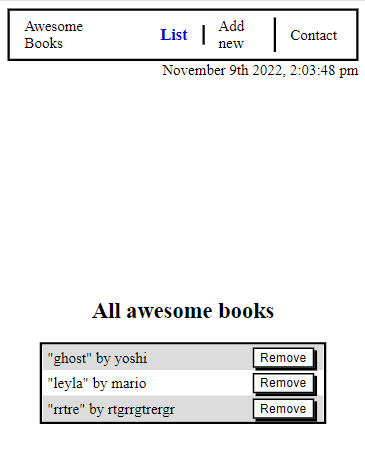 Awesome
Books
List
Add
new
Contact
November 9th 2022, 2:03:48 pm
All awesome books
"ghost" by yoshi
Remove
"leyla" by mario
Remove
"rrtre" by rtgrrgtrergr
Remove